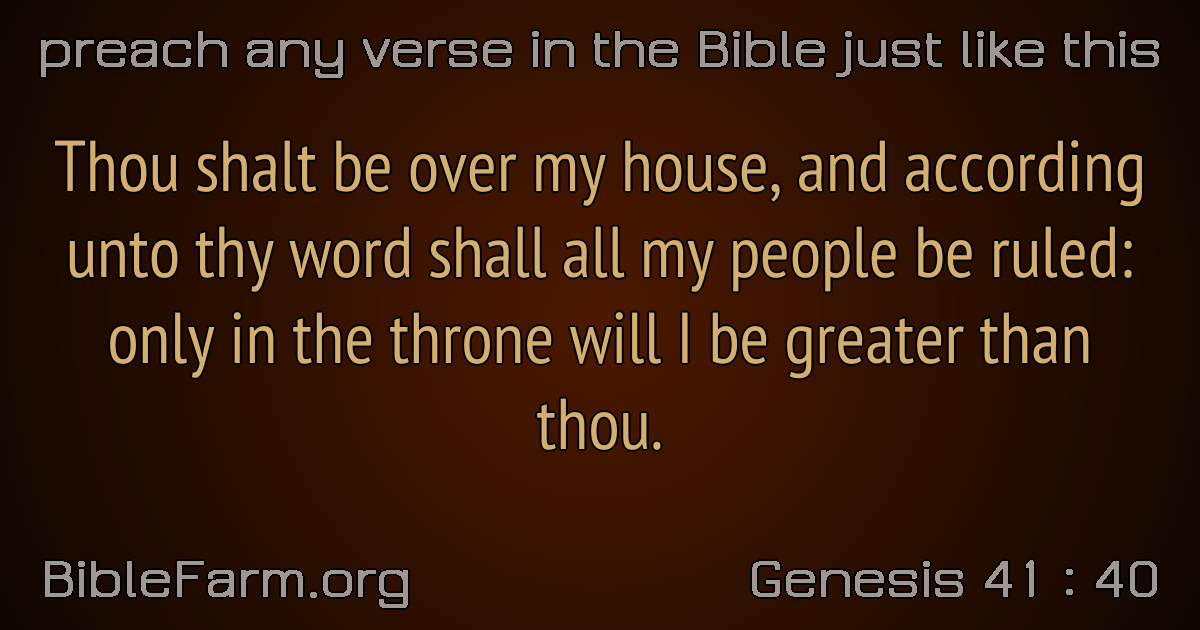 preach any verse in the Bible just like this
Thou shalt be over my house, and according
unto thy word shall all my people be ruled:
only in the throne will I be greater than
thou.
BibleFarm.org
Genesis 41 : 40